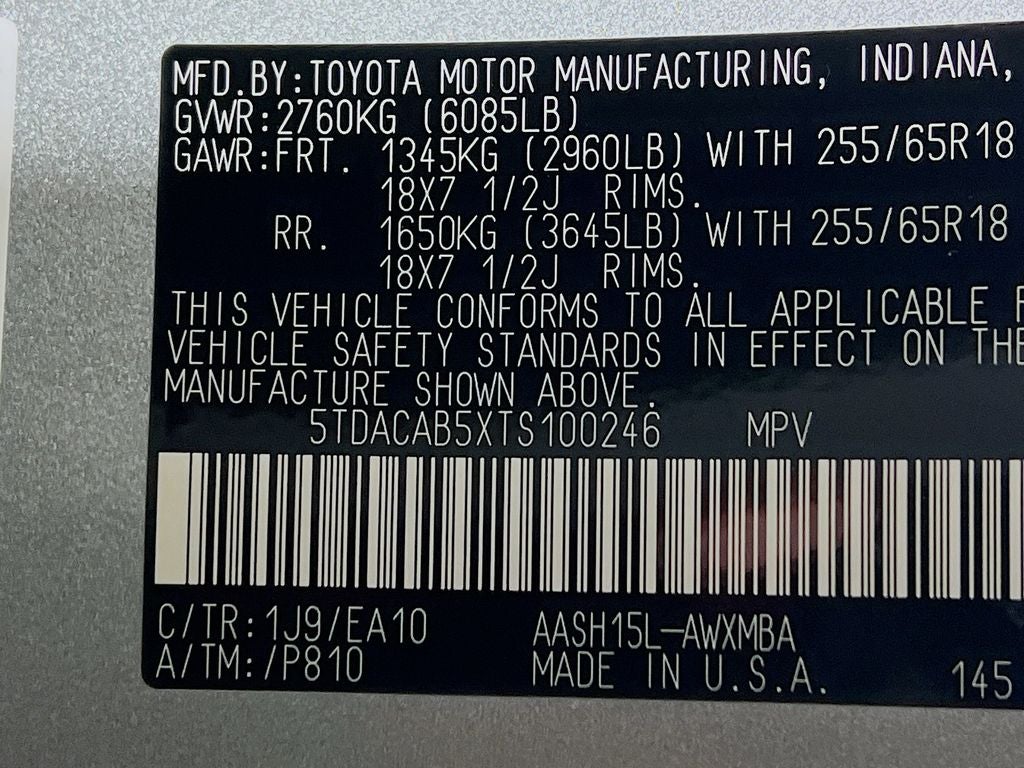 MFD.BY:TOYOTA MOTOR MANUFACTURING, INDIANA,
GVWR:2760KG (6085LB)
GAWR:FRT. 1345KG (2960LB) WITH 255/65R18
18X7 1/2J RIMS.
RR. 1650KG (3645LB) WITH 255/65R18
18X7 1/2J RIMS.
THIS VEHICLE CONFORMS TO ALL APPLICABLE
VEHICLE SAFETY STANDARDS IN EFFECT ON THE
MANUFACTURE SHOWN ABOVE.
5TDACAB5XTS100246 MPV
C/TR:1J9/EA10 AASH15L-AWXMBA
A/TM:/P810 MADE IN U.S.A. 145